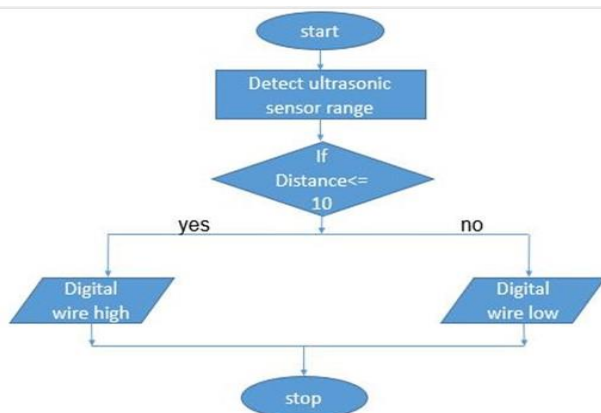 start
Detect ultrasonic
sensor range
If
Distance<=
10
yes
no
Digital
wire high
Digital
wire low
stop